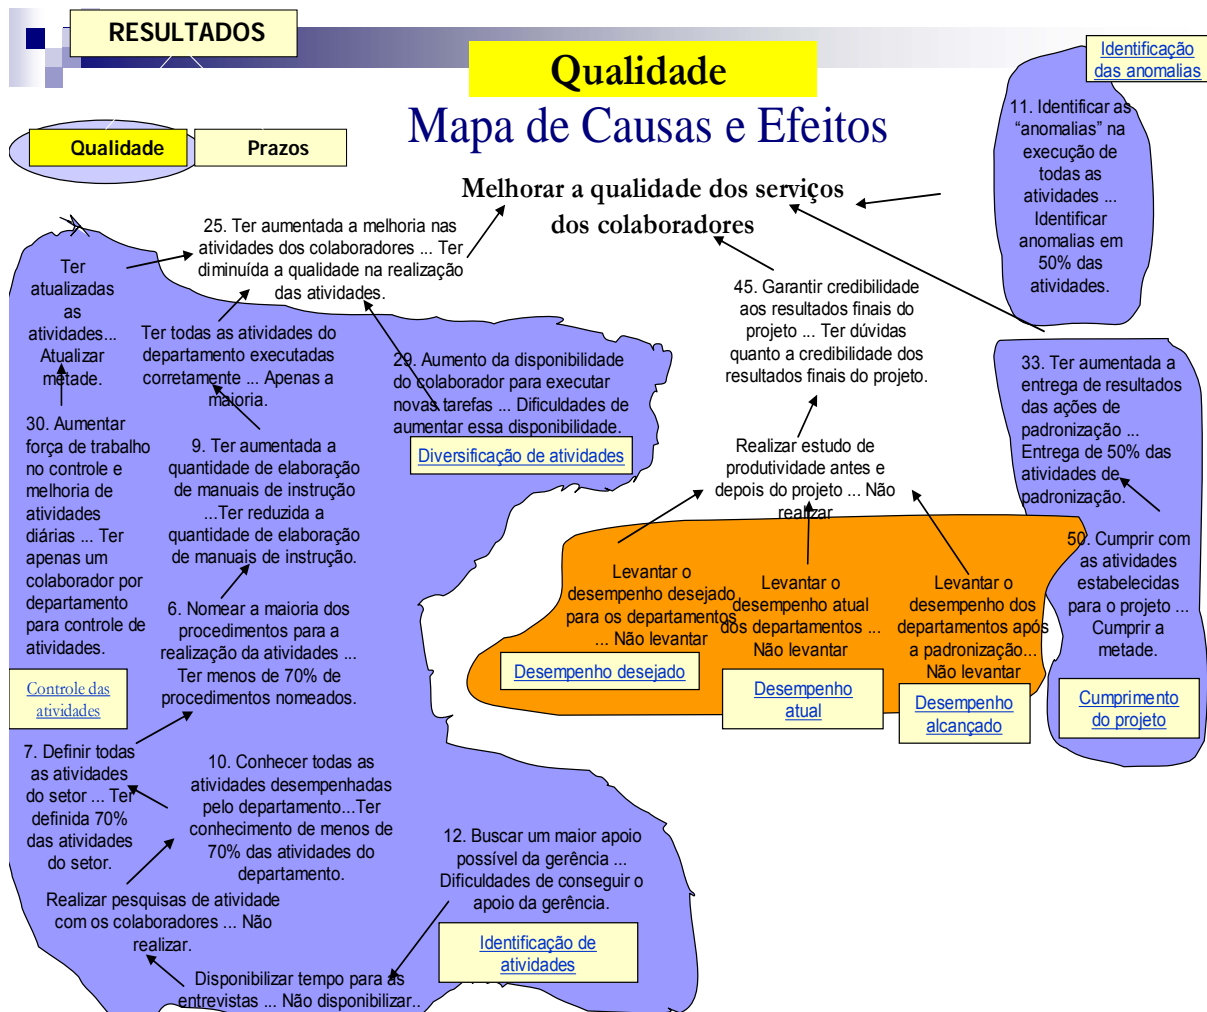 RESULTADOS
Qualidade
Mapa de Causas e Efeitos
Identificação
das anomalias
Qualidade
Prazos
11. Identificar as
“anomalias” na
execução de
todas as
atividades ...
Identificar
anomalias em
50% das
atividades.
Melhorar a qualidade dos serviços
dos colaboradores
25. Ter aumentada a melhoria nas
atividades dos colaboradores ... Ter
diminuída a qualidade na realização
das atividades.
Ter
atualizadas
as
atividades...
Atualizar
metade.
Ter todas as atividades do
departamento executadas
corretamente ... Apenas a
maioria.
29. Aumento da disponibilidade
do colaborador para executar
novas tarefas ... Dificuldades de
aumentar essa disponibilidade.
Diversificação de atividades
45. Garantir credibilidade
aos resultados finais do
projeto ... Ter dúvidas
quanto a credibilidade dos
resultados finais do projeto.
33. Ter aumentada a
entrega de resultados
das ações de
padronização ...
Entrega de 50% das
atividades de
padronização.
30. Aumentar
força de trabalho
no controle e
melhoria de
atividades
diárias ... Ter
apenas um
colaborador por
departamento
para controle de
atividades.
9. Ter aumentada a
quantidade de elaboração
de manuais de instrução
...Ter reduzida a
quantidade de elaboração
de manuais de instrução.
Realizar estudo de
produtividade antes e
depois do projeto ... Não
realizar
50. Cumprir com
as atividades
estabelecidas
para o projeto ...
Cumprir a
metade.
Levantar o
desempenho desejado
para os departamentos
... Não levantar
Levantar o
desempenho atual
dos departamentos ...
Não levantar
Levantar o
desempenho dos
departamentos após
a padronização...
Não levantar
6. Nomear a maioria dos
procedimentos para a
realização da atividades ...
Ter menos de 70% de
procedimentos nomeados.
Controle das
atividades
Desempenho desejado
Desempenho
atual
Desempenho
alcançado
Cumprimento
do projeto
7. Definir todas
as atividades
do setor ... Ter
definida 70%
das atividades
do setor.
10. Conhecer todas as
atividades desempenhadas
pelo departamento...Ter
conhecimento de menos de
70% das atividades do
departamento.
12. Buscar um maior apoio
possível da gerência ...
Dificuldades de conseguir o
apoio da gerência.
Realizar pesquisas de atividade
com os colaboradores ... Não
realizar.
Identificação de
atividades
Disponibilizar tempo para as
entrevistas ... Não disponibilizar..